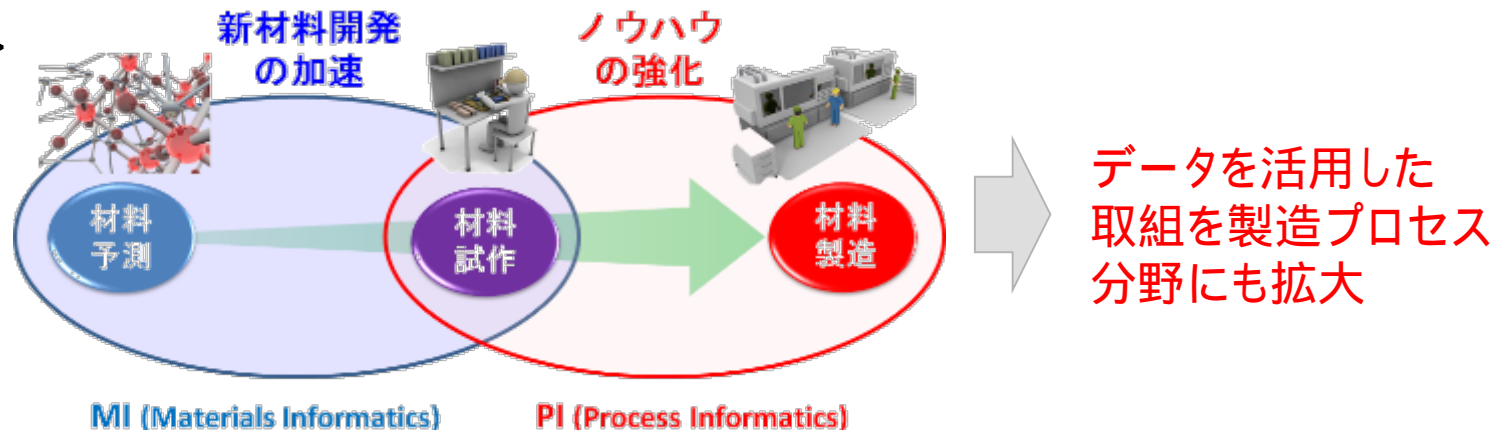 新材料開発
の加速
ノウハウ
の強化
材料
予測
材料
試作
材料
製造
データを活用した
取組を製造プロセス
分野にも拡大
MI (Materials Informatics)
PI (Process Informatics)